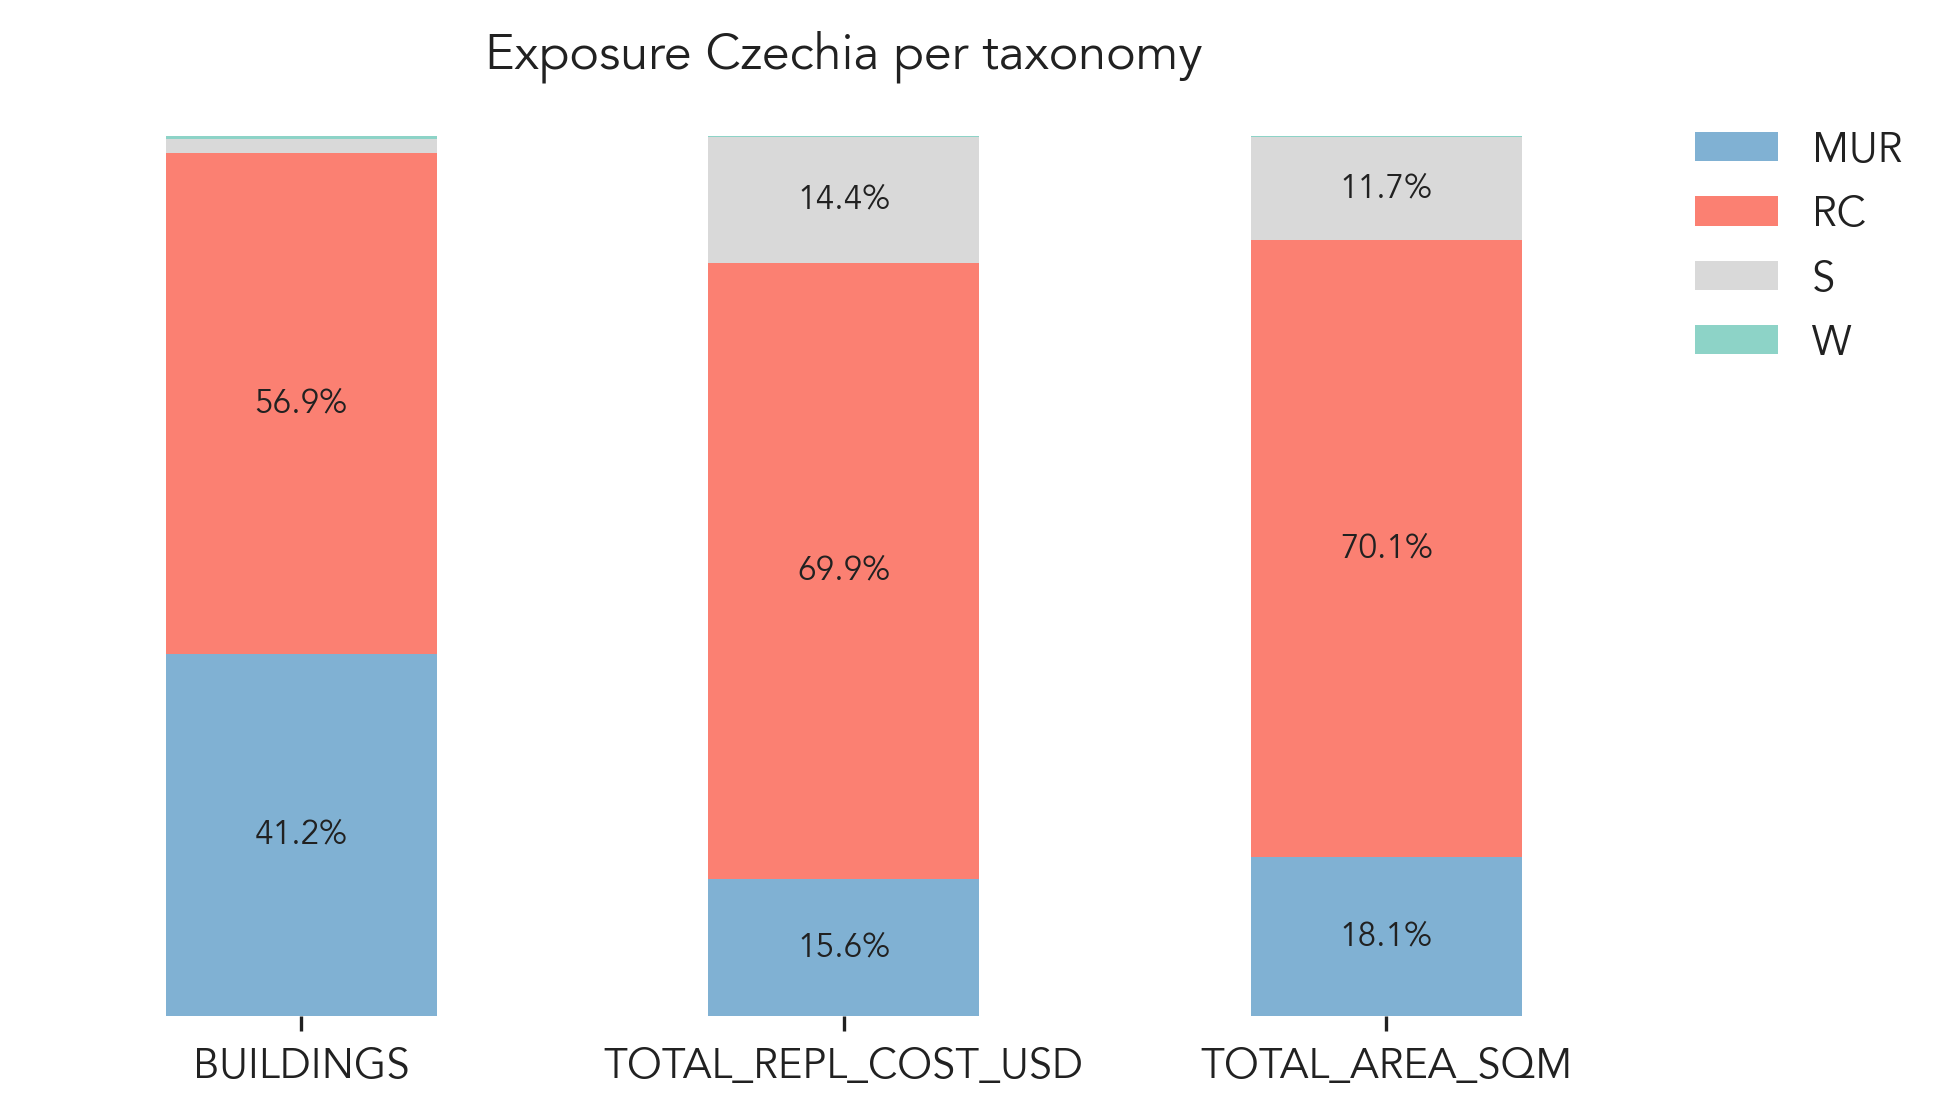 Exposure Czechia per taxonomy
MUR
RC
S
W
14.4%
11.7%
56.9%
69.9%
70.1%
41.2%
15.6%
18.1%
BUILDINGS
TOTAL_REPL_COST_USD
TOTAL_AREA_SQM